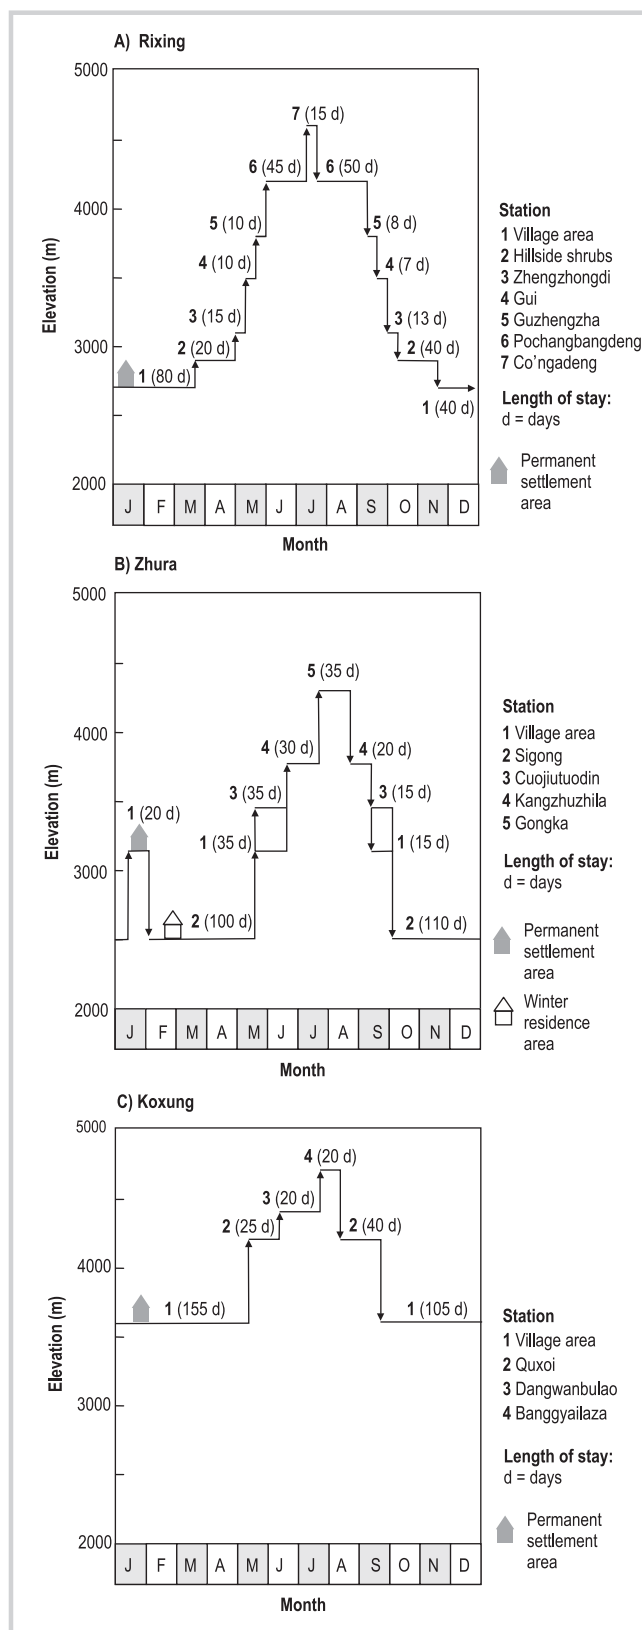 A) Rixing
5000
4000
3000
2000
Elevation (m)
7 (15 d)
6 (45 d)
6 (50 d)
5 (10 d)
5 (8 d)
4 (10 d)
4 (7 d)
3 (15 d)
3 (13 d)
2 (20 d)
2 (40 d)
1 (80 d)
1 (40 d)
J F M A M J J A S O N D
Month
Station
1 Village area
2 Hillside shrubs
3 Zhengzhongdi
4 Gui
5 Guzhengzha
6 Pochangbangdeng
7 Co'ngadeng
Length of stay:
d = days
Permanent
settlement
area
B) Zhura
5000
4000
3000
2000
Elevation (m)
5 (35 d)
4 (30 d)
4 (20 d)
3 (35 d)
3 (15 d)
1 (20 d)
1 (35 d)
1 (15 d)
2 (100 d)
2 (110 d)
J F M A M J J A S O N D
Month
Station
1 Village area
2 Sigong
3 Cuojiutuodin
4 Kangzhuzhila
5 Gongka
Length of stay:
d = days
Permanent
settlement
area
Winter
residence
area
C) Koxung
5000
4000
3000
2000
Elevation (m)
4 (20 d)
3 (20 d)
2 (25 d)
2 (40 d)
1 (155 d)
1 (105 d)
J F M A M J J A S O N D
Month
Station
1 Village area
2 Quxoi
3 Dangwanbulao
4 Banggyailaza
Length of stay:
d = days
Permanent
settlement
area